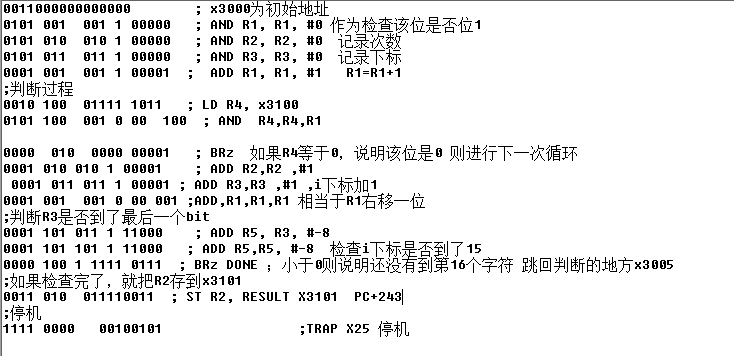 0011000000000000 ; x3000为初始地址
0101 001 001 1 00000 ; AND R1, R1, #0 作为检查该位是否位1
0101 010 010 1 00000 ; AND R2, R2, #0 记录次数
0101 011 011 1 00000 ; AND R3, R3, #0 记录下标
0001 001 001 1 00001 ; ADD R1, R1, #1 R1=R1+1
;判断过程
0010 100 01111 1011 ; LD R4, x3100
0101 100 001 0 00 100 ; AND R4,R4,R1
0000 010 0000 00001 ; BRz 如果R4等于0，说明该位是0 则进行下一次循环
0001 010 010 1 00001 ; ADD R2,R2 ,#1
0001 011 011 1 00001 ; ADD R3,R3 ,#1 ,i下标加1
0001 001 001 0 00 001 ;ADD,R1,R1,R1 相当于R1右移一位
;判断R3是否到了最后一个bit
0001 101 011 1 11000 ; ADD R5, R3, #-8
0001 101 101 1 11000 ; ADD R5,R5, #-8 检查i下标是否到了15
0000 100 1 1111 0111 ; BRz DONE ；小于0则说明还没有到第16个字符 跳回判断的地方x3005
;如果检查完了，就把R2存到x3101
0011 010 011110011 ; ST R2, RESULT X3101 PC+243
;停机
1111 0000 00100101 ;TRAP X25 停机